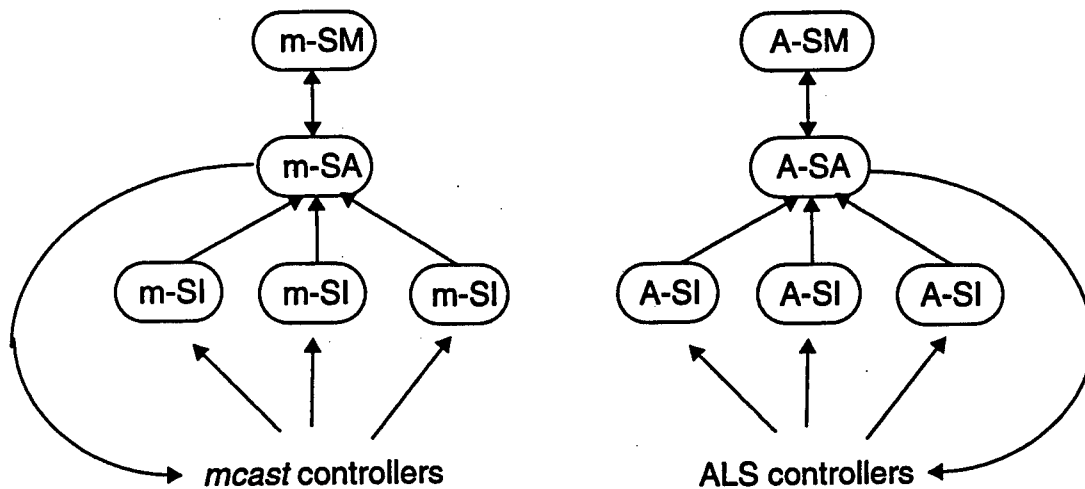 m-SM
A-SM
m-SA
A-SA
m-SI
m-SI
m-SI
A-SI
A-SI
A-SI
mcast controllers
ALS controllers